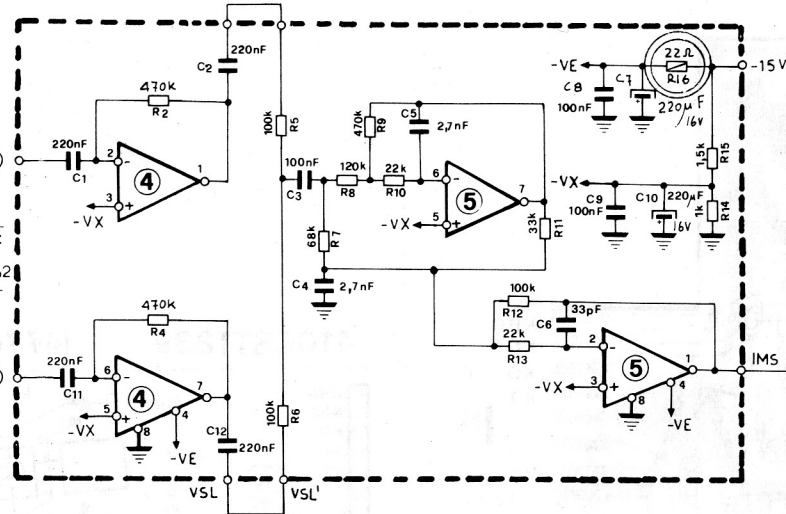 220nF
C2
470k
R2
220nF
C1
2
-
1
4
3
+
-VX
100k
R5
470k
R9
C5
2,7nF
100nF
C3
120k
R8
22k
R10
6
-
7
5
5
+
-VX
33k
R11
68k
R7
C4
2,7nF
-VE
C8
100nF
C7
+
22Ω
R16
220µF
16V
-15V
1,5k
R15
-VX
C9
100nF
C10
+
220µF
16V
1k
R14
62
470k
R4
220nF
C11
6
-
7
4
5
+
-VX
8
4
-VE
C12
220nF
100k
R6
100k
R12
33pF
C6
22k
R13
2
-
1
5
3
+
-VX
8
4
-VE
IMS
VSL
VSL'